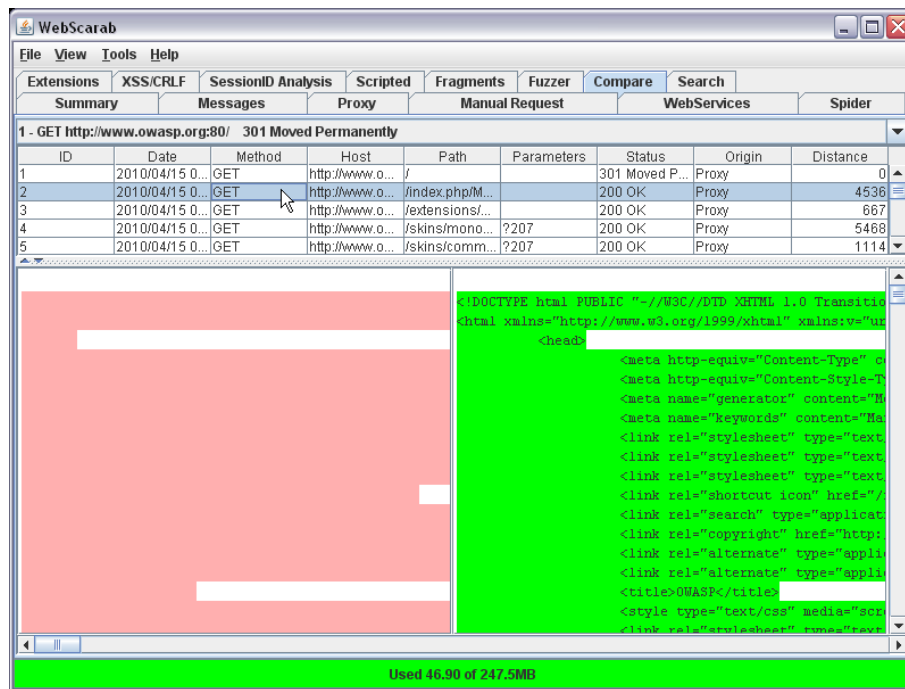 WebScarab
File View Tools Help
Extensions XSS/CRLF SessionID Analysis Scripted Fragments Fuzzer Compare Search
Summary Messages Proxy Manual Request WebServices Spider
1 - GET http://www.owasp.org:80/ 301 Moved Permanently
ID Date Method Host Path Parameters Status Origin Distance
1 2010/04/15 0... GET http://www.o... / 301 Moved P... Proxy 0
2 2010/04/15 0... GET http://www.o... /index.php/M... 200 OK Proxy 4536
3 2010/04/15 0... GET http://www.o... /extensions/... 200 OK Proxy 667
4 2010/04/15 0... GET http://www.o... /skins/mono... ?207 200 OK Proxy 5468
5 2010/04/15 0... GET http://www.o... /skins/comm... ?207 200 OK Proxy 1114
<!DOCTYPE html PUBLIC "-//W3C//DTD XHTML 1.0 Transitio
<html xmlns="http://www.w3.org/1999/xhtml" xmlns:v="ur
<head>
<meta http-equiv="Content-Type" c
<meta http-equiv="Content-Style-T
<meta name="generator" content="M
<meta name="keywords" content="Ma
<link rel="stylesheet" type="text
<link rel="stylesheet" type="text
<link rel="stylesheet" type="text
<link rel="shortcut icon" href="/
<link rel="search" type="applicat
<link rel="copyright" href="http:
<link rel="alternate" type="appli
<link rel="alternate" type="appli
<title>OWASP</title>
<style type="text/css" media="scr
<link rel="stylesheet" type="text
Used 46.90 of 247.5MB